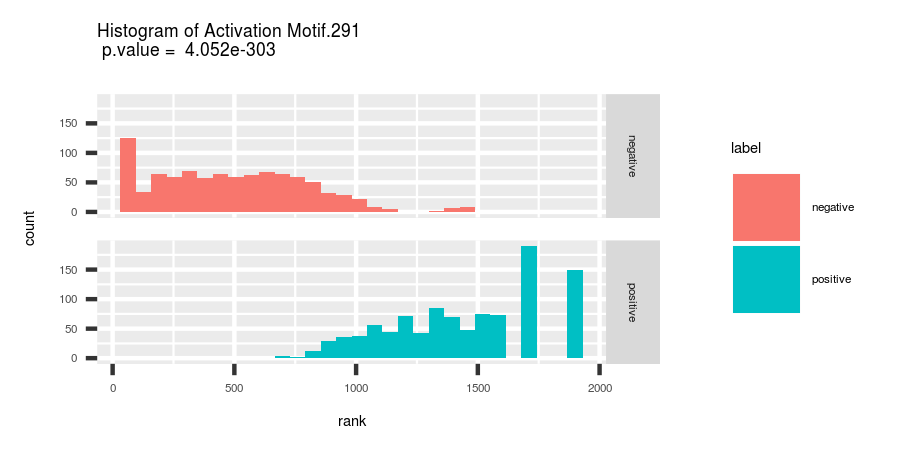 Histogram of Activation Motif.291
p.value =  4.052e-303
150
100
50
0
negative
150
100
50
0
positive
0
500
1000
1500
2000
rank
count
label
negative
positive